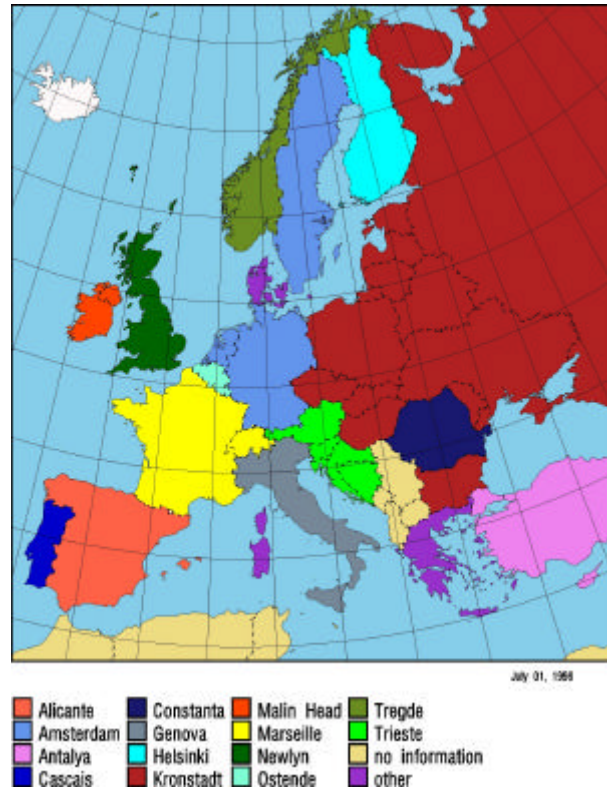 July 01, 1996
Alicante Constanta Malin Head Tregde
Amsterdam Genova Marseille Trieste
Antalya Helsinki Newlyn no information
Cascais Kronstadt Ostende other